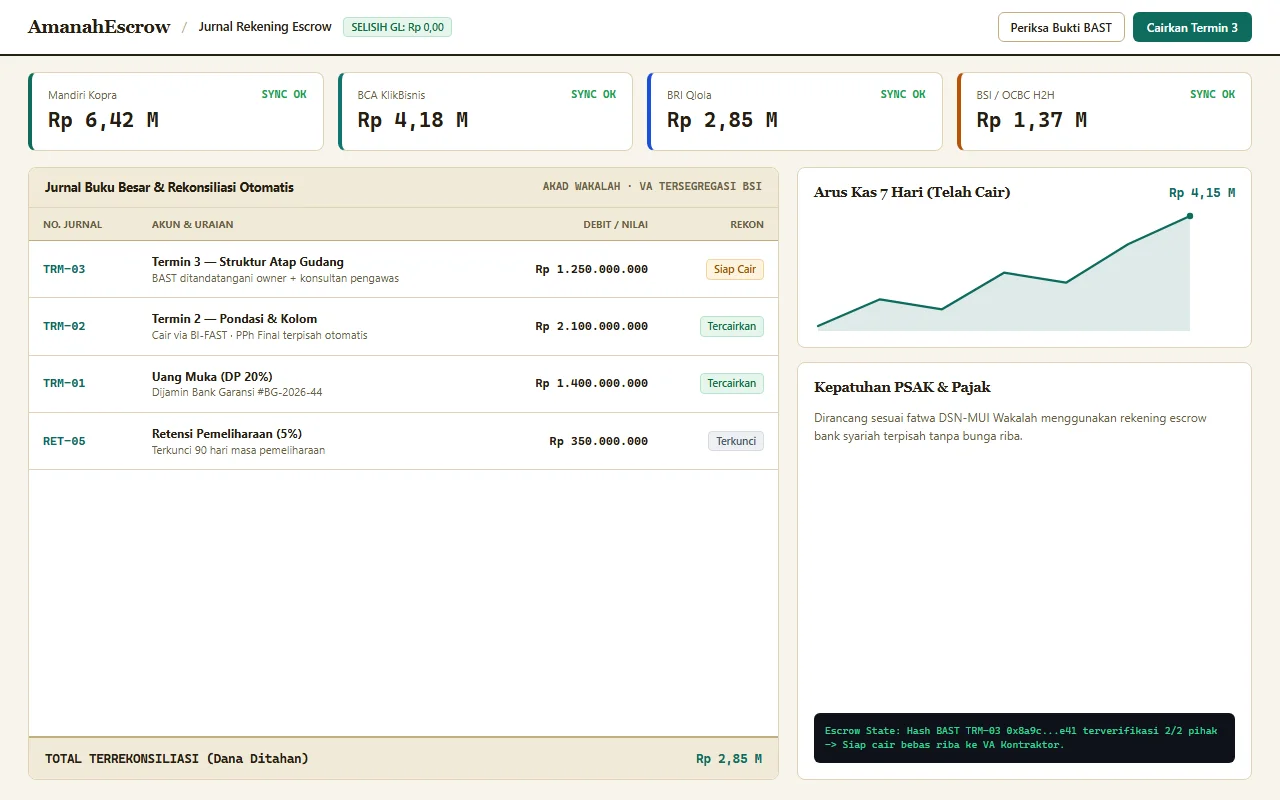 AmanahEscrow / Jurnal Rekening Escrow SELISIH GL: Rp 0,00 Periksa Bukti BAST Cairkan Termin 3
Mandiri Kopra SYNC OK
Rp 6,42 M
BCA KlikBisnis SYNC OK
Rp 4,18 M
BRI Qlola SYNC OK
Rp 2,85 M
BSI / OCBC H2H SYNC OK
Rp 1,37 M
Jurnal Buku Besar & Rekonsiliasi Otomatis AKAD WAKALAH · VA TERSEGREGASI BSI
NO. JURNAL AKUN & URAIAN DEBIT / NILAI REKON
TRM-03 Termin 3 — Struktur Atap Gudang Rp 1.250.000.000 Siap Cair
BAST ditandatangani owner + konsultan pengawas
TRM-02 Termin 2 — Pondasi & Kolom Rp 2.100.000.000 Tercairkan
Cair via BI-FAST · PPh Final terpisah otomatis
TRM-01 Uang Muka (DP 20%) Rp 1.400.000.000 Tercairkan
Dijamin Bank Garansi #BG-2026-44
RET-05 Retensi Pemeliharaan (5%) Rp 350.000.000 Terkunci
Terkunci 90 hari masa pemeliharaan
TOTAL TERREKONSILIASI (Dana Ditahan) Rp 2,85 M
Arus Kas 7 Hari (Telah Cair) Rp 4,15 M
Kepatuhan PSAK & Pajak
Dirancang sesuai fatwa DSN-MUI Wakalah menggunakan rekening escrow
bank syariah terpisah tanpa bunga riba.
Escrow State: Hash BAST TRM-03 0x8a9c...e41 terverifikasi 2/2 pihak
-> Siap cair bebas riba ke VA Kontraktor.